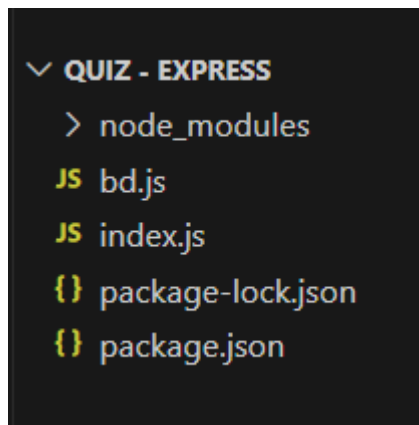 QUIZ - EXPRESS
node_modules
JS bd.js
JS index.js
{} package-lock.json
{} package.json